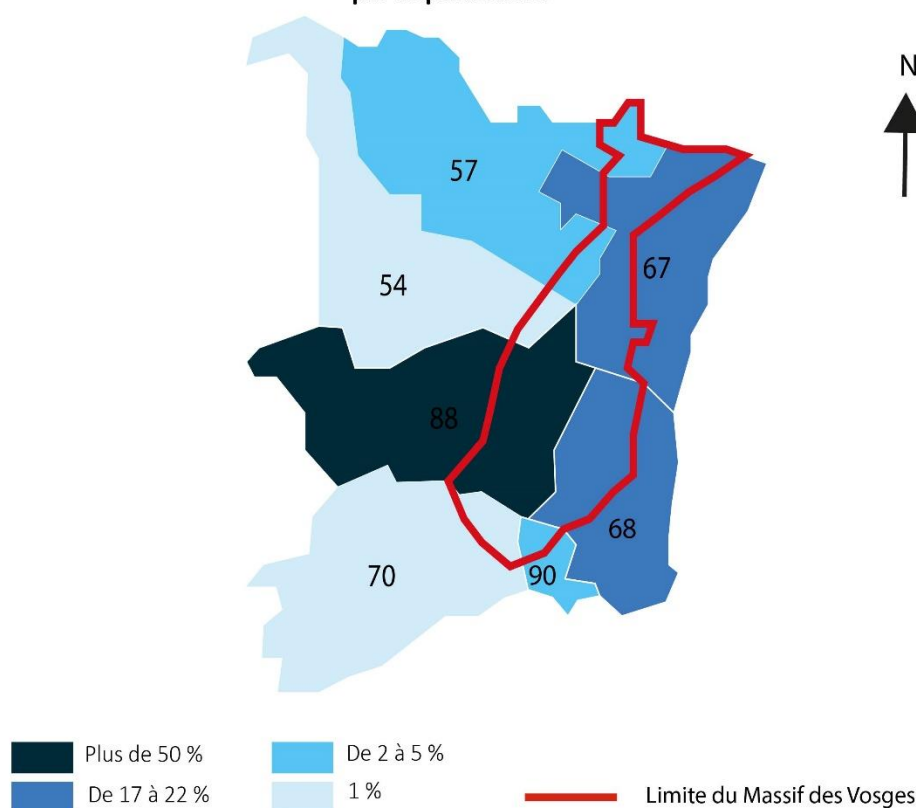 N
57
67
54
88
68
70
90
Plus de 50 %
De 2 à 5 %
De 17 à 22 %
1 %
Limite du Massif des Vosges